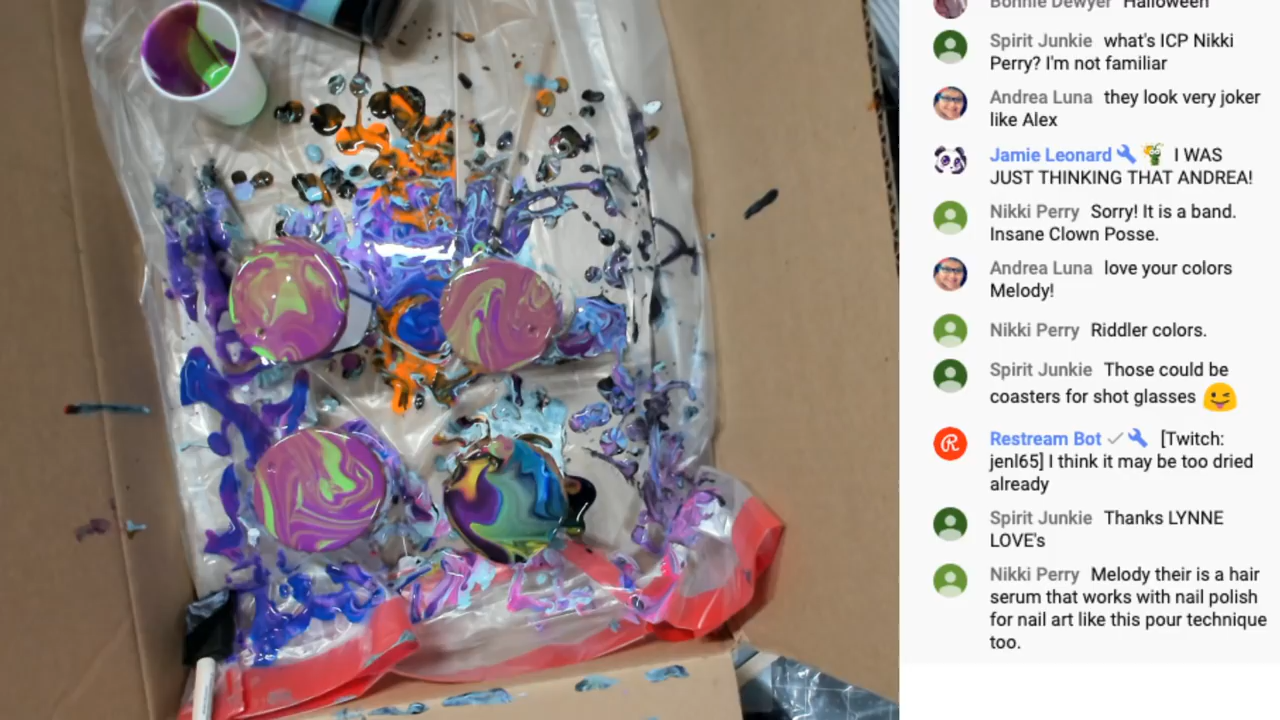 Bonnie Dewyer Halloween
Spirit Junkie what's ICP Nikki
Perry? I'm not familiar
Andrea Luna they look very joker
like Alex
Jamie Leonard I WAS
JUST THINKING THAT ANDREA!
Nikki Perry Sorry! It is a band.
Insane Clown Posse.
Andrea Luna love your colors
Melody!
Nikki Perry Riddler colors.
Spirit Junkie Those could be
coasters for shot glasses 😜
Restream Bot [Twitch:
jenl65] I think it may be too dried
already
Spirit Junkie Thanks LYNNE
LOVE's
Nikki Perry Melody their is a hair
serum that works with nail polish
for nail art like this pour technique
too.